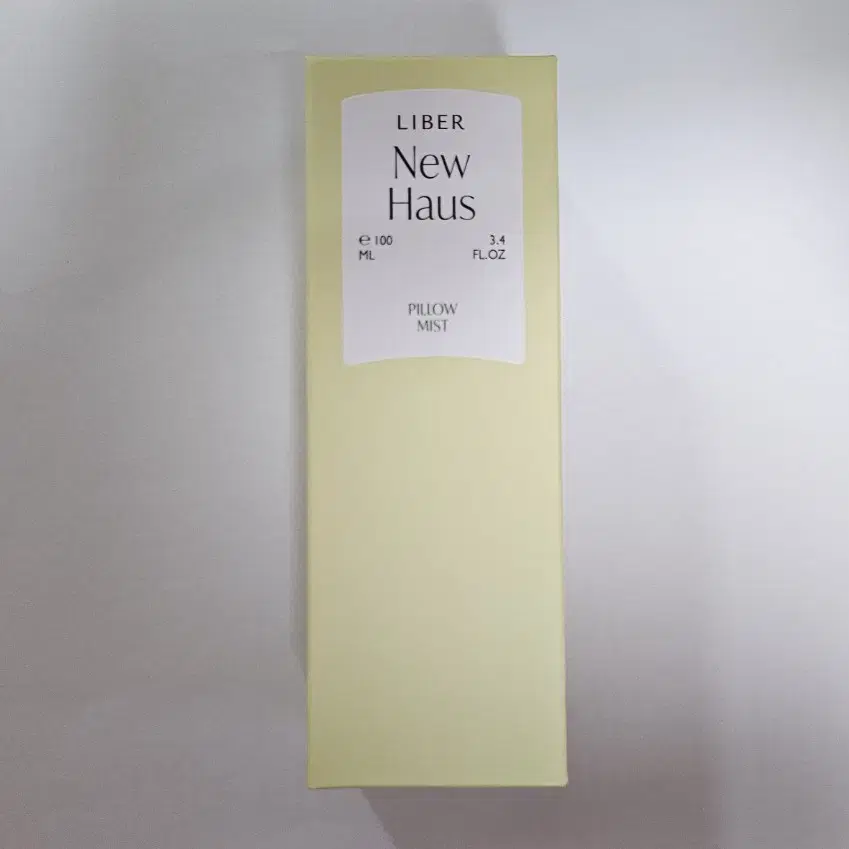 LIBER
New
Haus
℮ 100 3.4
ML FL.OZ
PILLOW
MIST